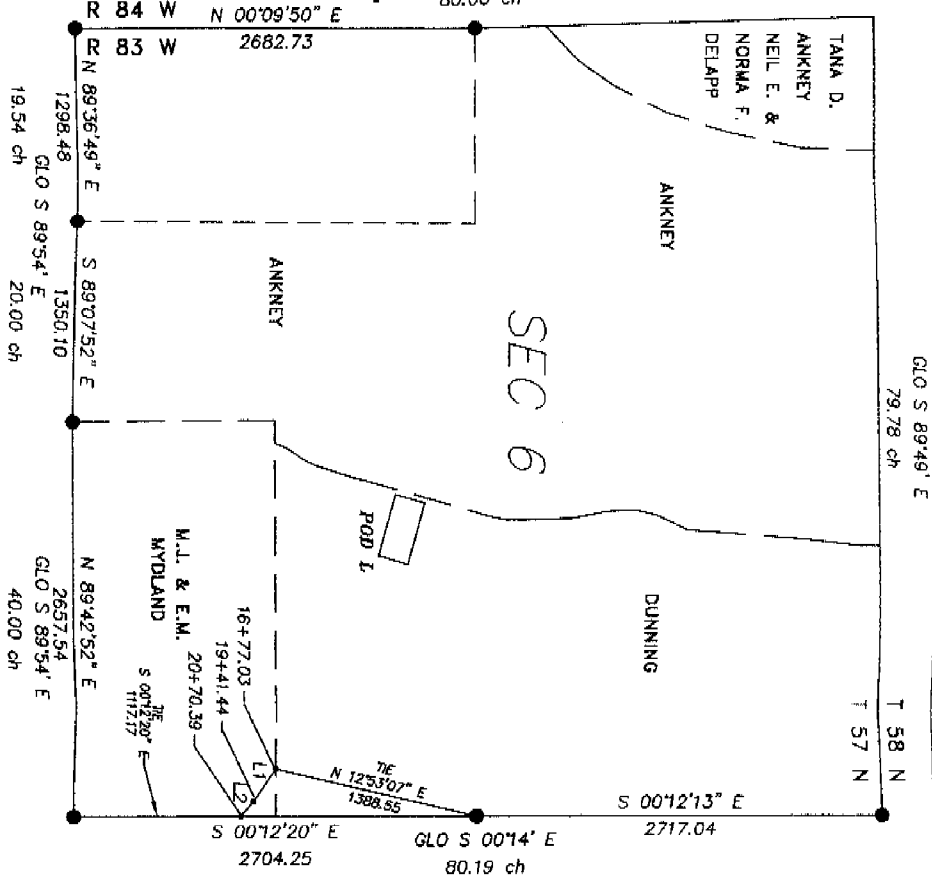 80.00 ch
R 84 W
N 00°09'50" E
R 83 W
2682.73
TANA D.
ANKNEY
NEIL E. &
NORMA F.
DELAPP
N 89°36'49" E
1298.48
GLO S 89°54' E
19.54 ch
ANKNEY
GLO S 89°49' E
79.78 ch
S 89°07'52" E
1350.10
20.00 ch
ANKNEY
SEC 6
POD L
DUNNING
T 58 N
T 57 N
N 89°42'52" E
2657.54
GLO S 89°54' E
40.00 ch
M.J. & E.M.
MYDLAND
16+77.03
19+41.44
20+70.39
L1
L2
TIE
S 00°12'20" E
1117.17
TIE
N 12°53'07" E
1388.55
S 00°12'20" E
2704.25
GLO S 00°14' E
80.19 ch
S 00°12'13" E
2717.04